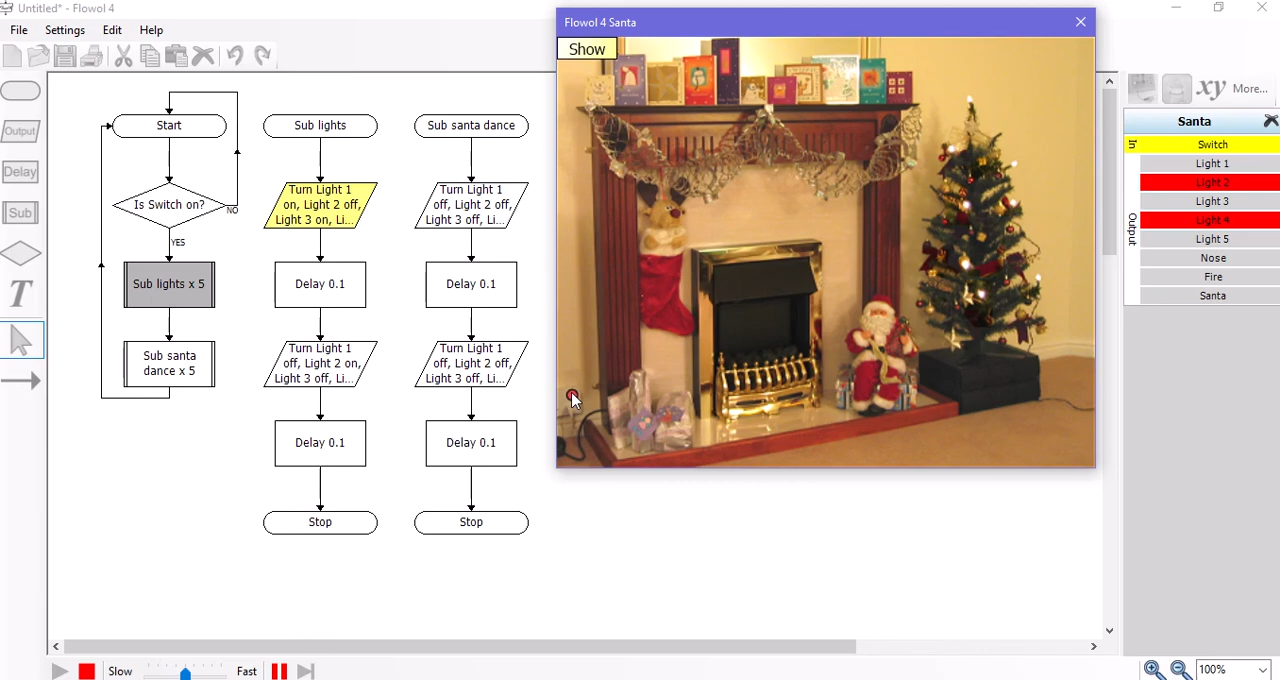 Untitled* - Flowol 4
File Settings Edit Help
Output
Delay
Sub
T
Start
Is Switch on?
NO
YES
Sub lights x 5
Sub santa
dance x 5
Sub lights
Turn Light 1
on, Light 2 off,
Light 3 on, Li...
Delay 0.1
Turn Light 1
off, Light 2 on,
Light 3 off, Li...
Delay 0.1
Stop
Sub santa dance
Turn Light 1
off, Light 2 off,
Light 3 off, Li...
Delay 0.1
Turn Light 1
off, Light 2 off,
Light 3 off, Li...
Delay 0.1
Stop
Flowol 4 Santa
Show
xy More...
Santa
In
Switch
Output
Light 1
Light 2
Light 3
Light 4
Light 5
Nose
Fire
Santa
Slow Fast
100%